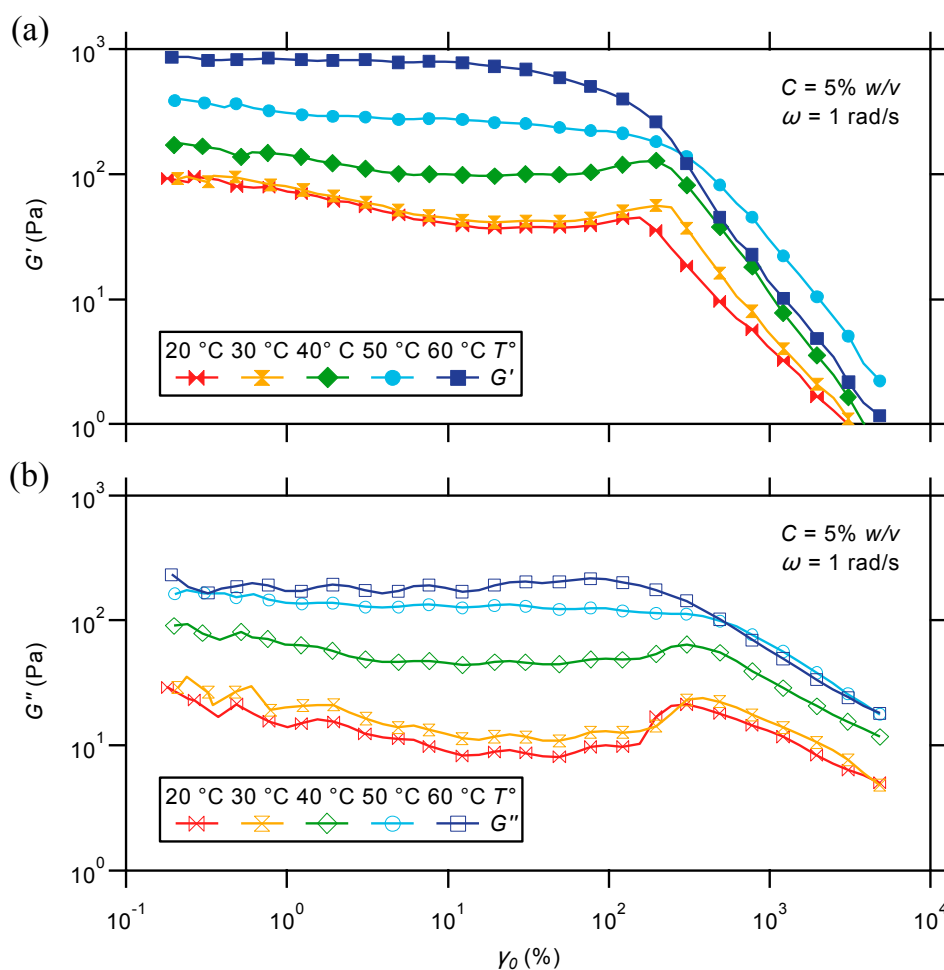 (a)
10³
10²
10¹
10⁰
G' (Pa)
C = 5% w/v
ω = 1 rad/s
20 °C 30 °C 40° C 50 °C 60 °C T°
G'
(b)
10³
10²
10¹
10⁰
G'' (Pa)
C = 5% w/v
ω = 1 rad/s
20 °C 30 °C 40 °C 50 °C 60 °C T°
G''
10⁻¹ 10⁰ 10¹ 10² 10³ 10⁴
γ₀ (%)